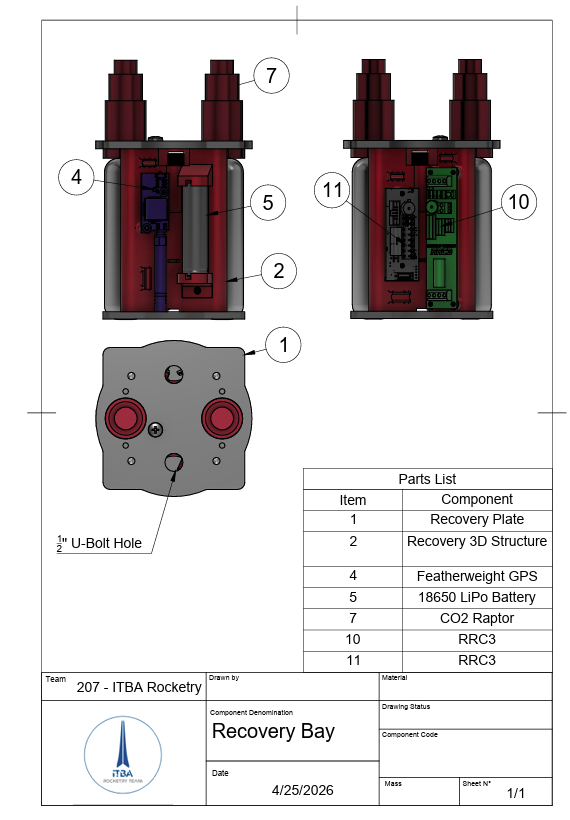 7
4
5
11
10
2
1
1/2" U-Bolt Hole
Parts List
Item Component
1 Recovery Plate
2 Recovery 3D Structure
4 Featherweight GPS
5 18650 LiPo Battery
7 CO2 Raptor
10 RRC3
11 RRC3
Team 207 - ITBA Rocketry
Drawn by
Material
Drawing Status
Component Denomination
Recovery Bay
Component Code
Date
4/25/2026
Mass
Sheet N°
1/1
iTBA
ROCKETRY TEAM